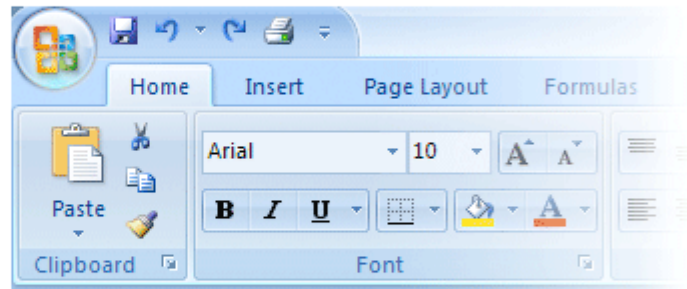 Home Insert Page Layout Formulas
Arial 10 A A
Paste B I U A
Clipboard Font